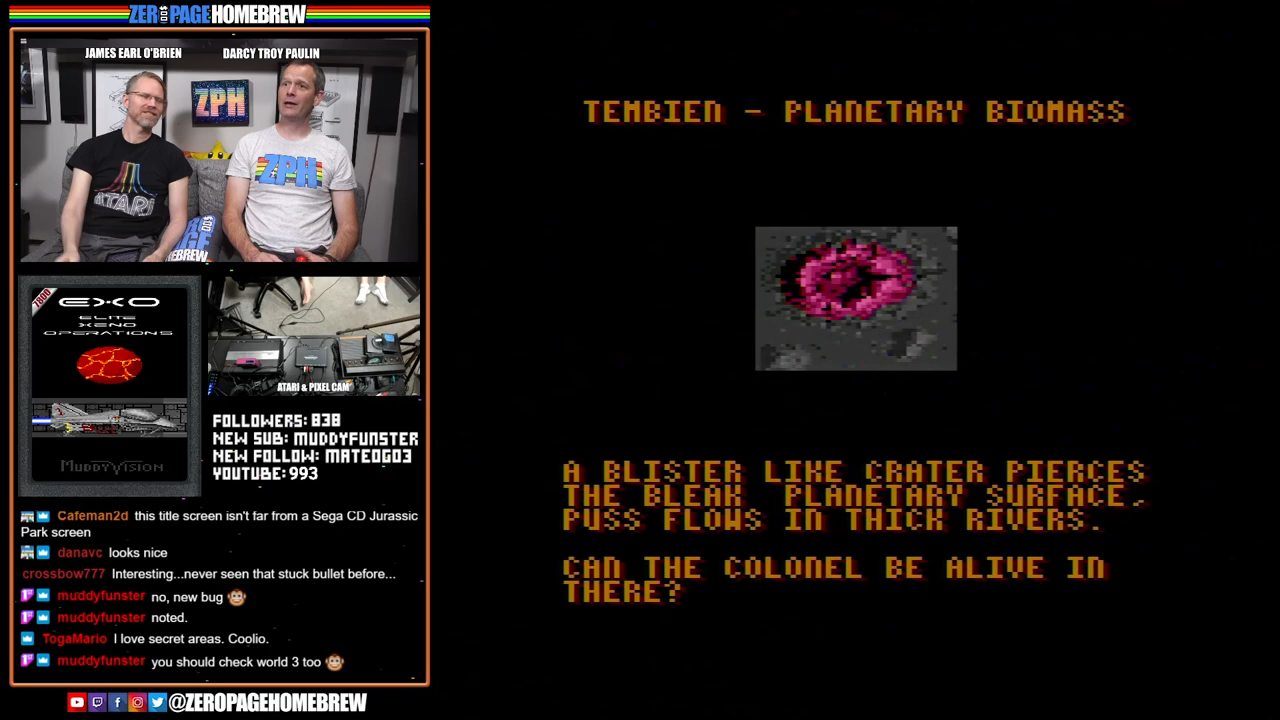 ZEROPAGEHOMEBREW
JAMES EARL O'BRIEN
DARCY TROY PAULIN
ZPH
ATARI
ZPH
HOMEBREW
TEMBIEN - PLANETARY BIOMASS
7800
EXO
ELITE
XENO
OPERATIONS
MUDDYVISION
ATARI & PIXEL CAM
FOLLOWERS: 838
NEW SUB: MUDDYFUNSTER
NEW FOLLOW: MATEOGO3
YOUTUBE: 993
A BLISTER LIKE CRATER PIERCES
THE BLEAK PLANETARY SURFACE.
PUSS FLOWS IN THICK RIVERS.
CAN THE COLONEL BE ALIVE IN
THERE?
Cafeman2d this title screen isn't far from a Sega CD Jurassic
Park screen
danavc looks nice
crossbow777 Interesting...never seen that stuck bullet before...
muddyfunster no, new bug
muddyfunster noted.
TogaMario I love secret areas. Coolio.
muddyfunster you should check world 3 too
@ZEROPAGEHOMEBREW